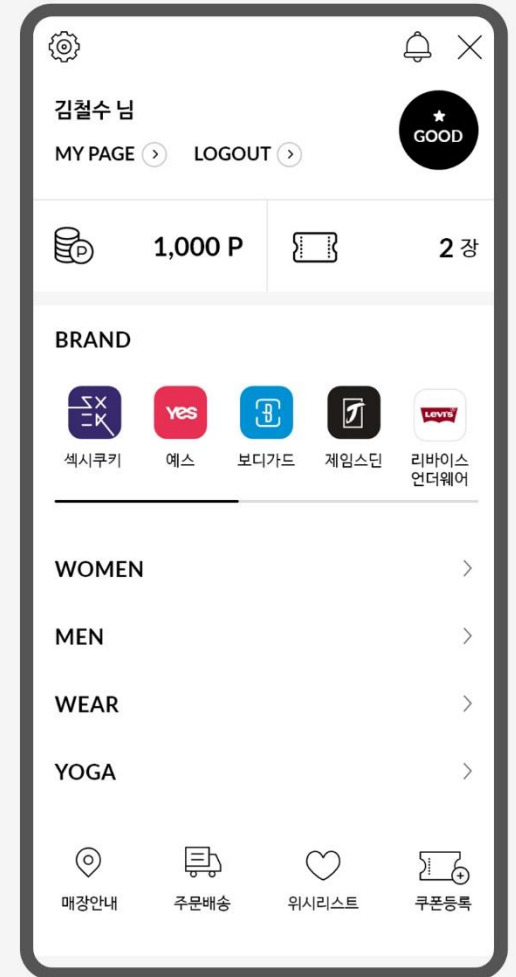 김철수 님
GOOD
MY PAGE LOGOUT
P 1,000 P 2 장
BRAND
SX
=K yes B J Levi's
섹시쿠키 예스 보디가드 제임스딘 리바이스
언더웨어
WOMEN
MEN
WEAR
YOGA
매장안내 주문배송 위시리스트 쿠폰등록